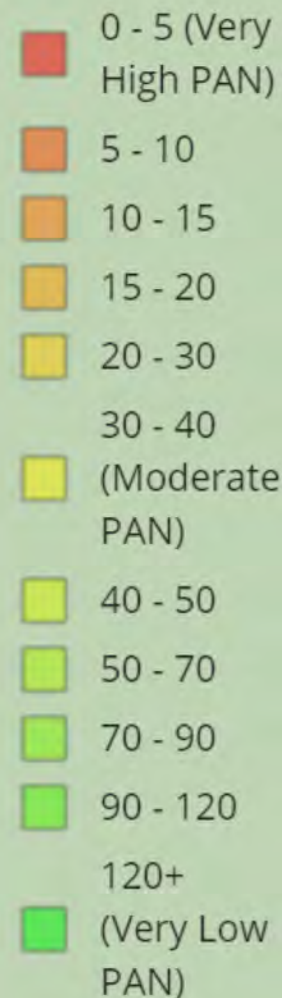 0 - 5 (Very
High PAN)
5 - 10
10 - 15
15 - 20
20 - 30
30 - 40
(Moderate
PAN)
40 - 50
50 - 70
70 - 90
90 - 120
120+
(Very Low
PAN)